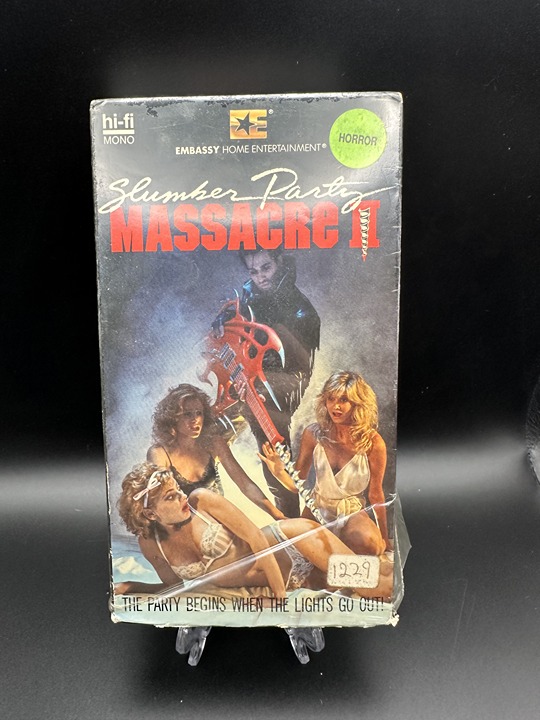 hi-fi
MONO
EE®
EMBASSY HOME ENTERTAINMENT®
HORROR
Slumber Party
MASSACRE II
1229
THE PARTY BEGINS WHEN THE LIGHTS GO OUT!